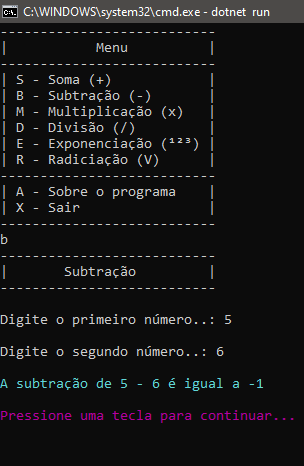 C:\WINDOWS\system32\cmd.exe - dotnet run
---------------------------
|           Menu          |
---------------------------
| S - Soma (+)            |
| B - Subtração (-)       |
| M - Multiplicação (x)   |
| D - Divisão (/)         |
| E - Exponenciação (¹²³) |
| R - Radiciação (V)      |
---------------------------
| A - Sobre o programa    |
| X - Sair                |
---------------------------
b
---------------------------
|       Subtração         |
---------------------------
Digite o primeiro número..: 5
Digite o segundo número..: 6
A subtração de 5 - 6 é igual a -1
Pressione uma tecla para continuar...